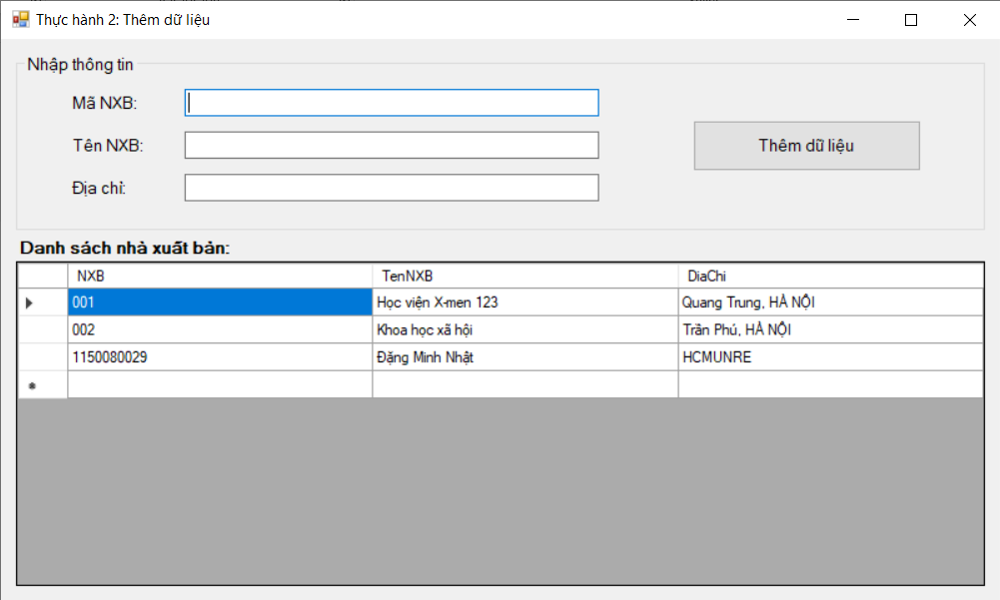 Thực hành 2: Thêm dữ liệu
Nhập thông tin
Mã NXB:
Tên NXB:
Thêm dữ liệu
Địa chỉ:
Danh sách nhà xuất bản:
NXB TenNXB DiaChi
001 Học viện X-men 123 Quang Trung, HÀ NỘI
002 Khoa học xã hội Trần Phú, HÀ NỘI
1150080029 Đặng Minh Nhật HCMUNRE